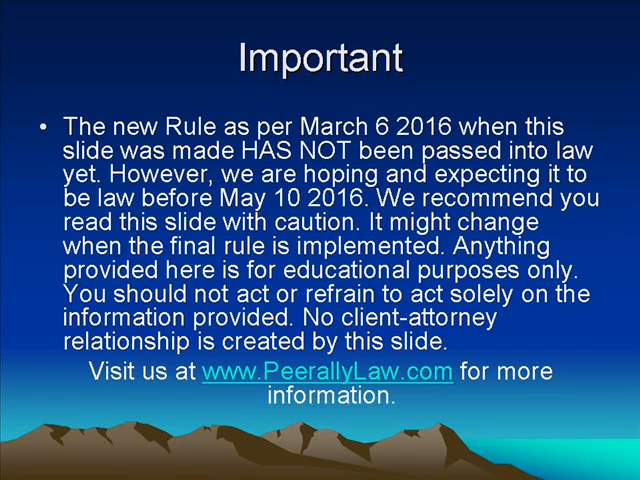 Important
• The new Rule as per March 6 2016 when this
slide was made HAS NOT been passed into law
yet. However, we are hoping and expecting it to
be law before May 10 2016. We recommend you
read this slide with caution. It might change
when the final rule is implemented. Anything
provided here is for educational purposes only.
You should not act or refrain to act solely on the
information provided. No client-attorney
relationship is created by this slide.
Visit us at www.PeerallyLaw.com for more
information.